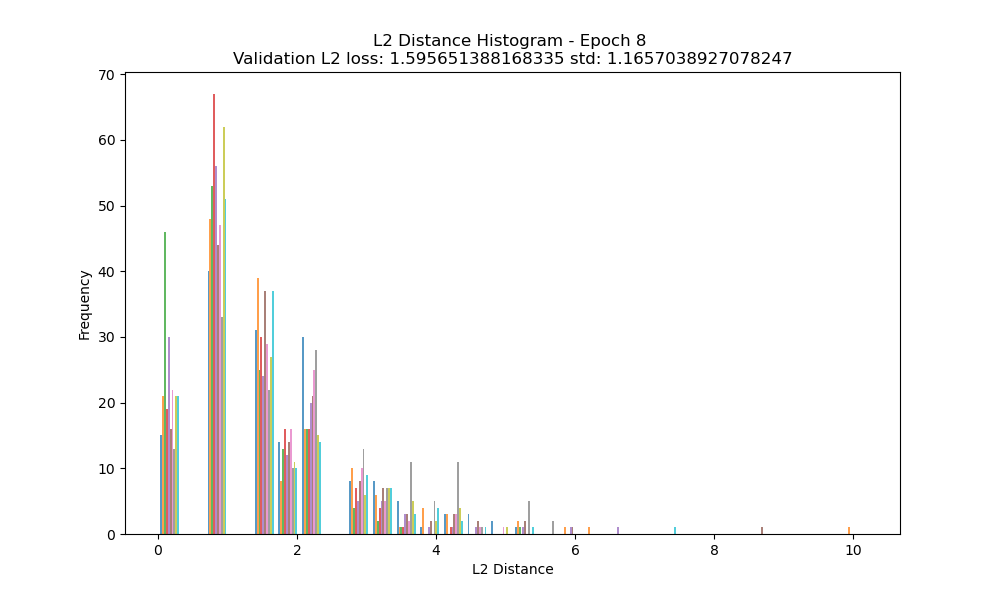 L2 Distance Histogram - Epoch 8
Validation L2 loss: 1.595651388168335 std: 1.1657038927078247
70
60
50
40
30
20
10
0
Frequency
0 2 4 6 8 10
L2 Distance